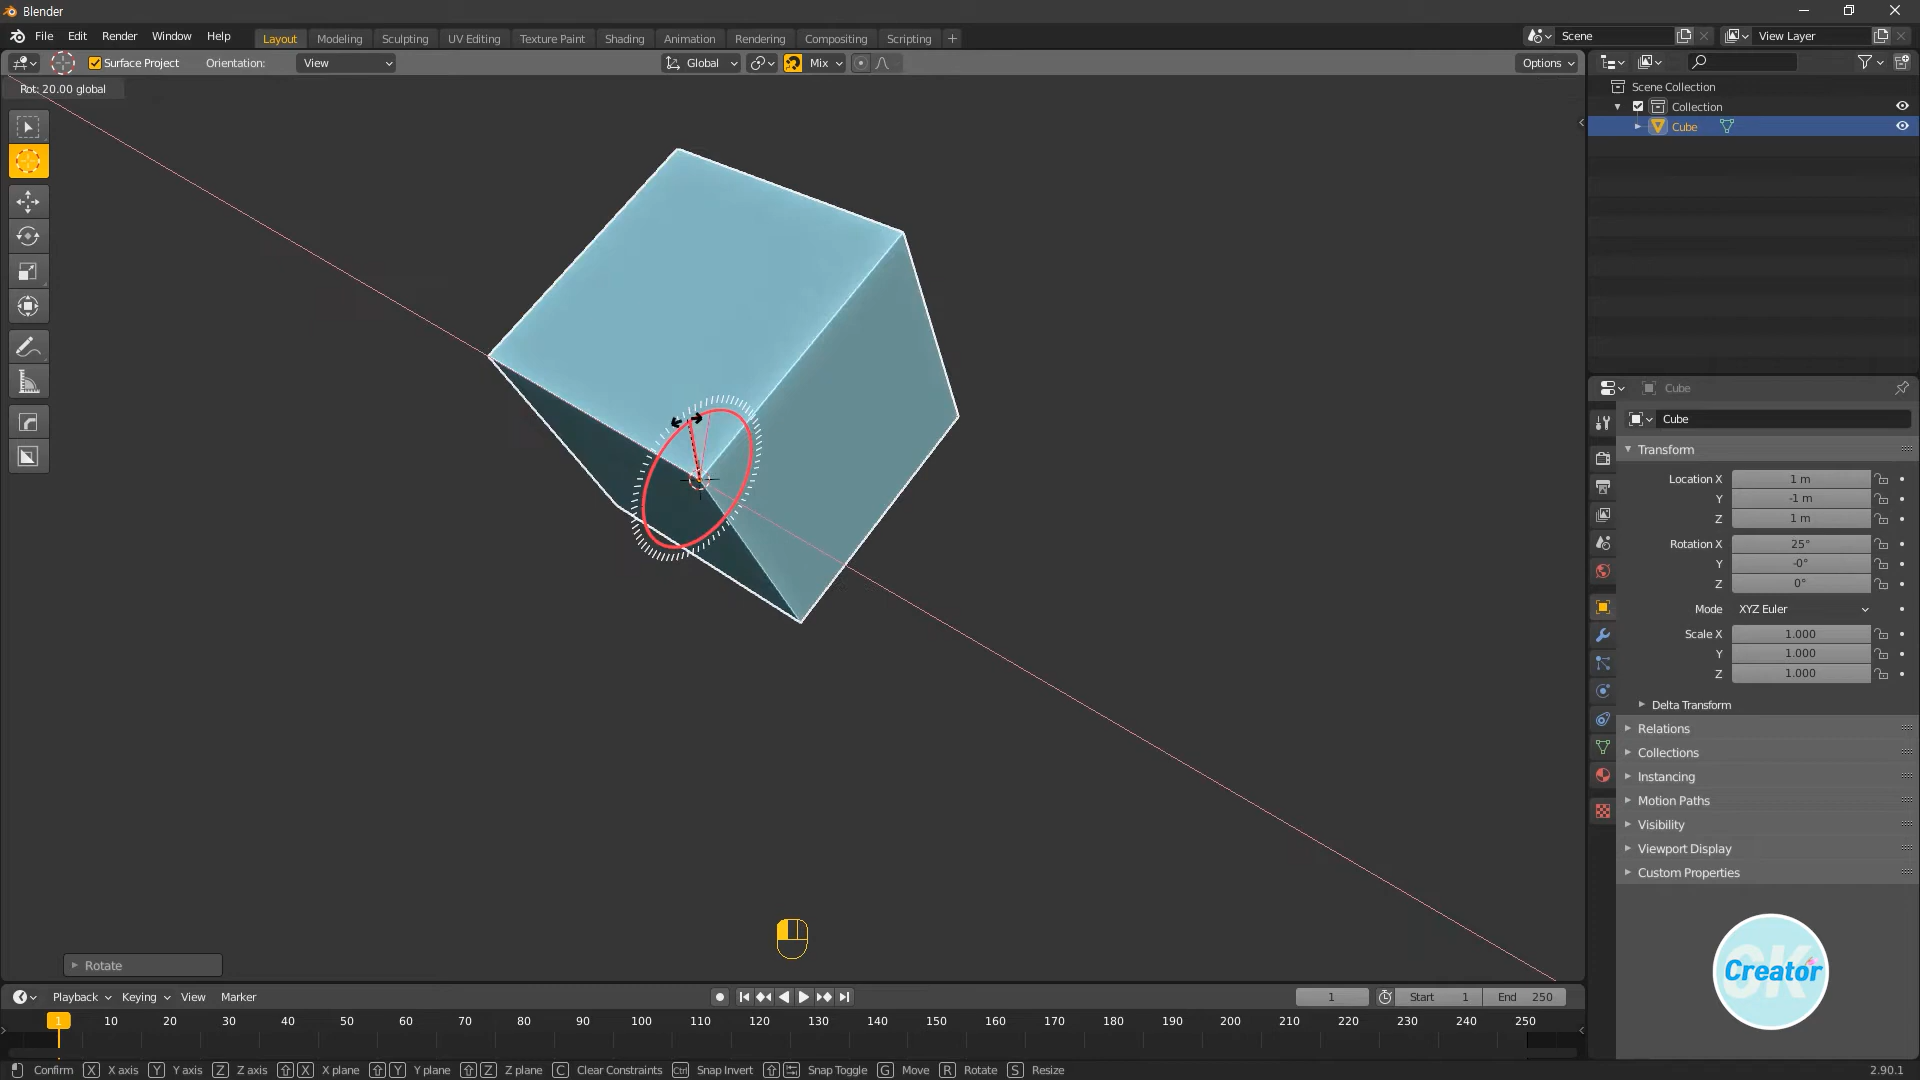 Blender
File Edit Render Window Help Layout Modeling Sculpting UV Editing Texture Paint Shading Animation Rendering Compositing Scripting + Scene View Layer
Surface Project Orientation: View Global Mix Options
Rot: 20.00 global
Scene Collection
Collection
Cube
Cube
Cube
Transform
Location X 1 m
Y -1 m
Z 1 m
Rotation X 25°
Y -0°
Z 0°
Mode XYZ Euler
Scale X 1.000
Y 1.000
Z 1.000
Delta Transform
Relations
Collections
Instancing
Motion Paths
Visibility
Viewport Display
Custom Properties
OK
Creator
Rotate
Playback Keying View Marker 1 Start 1 End 250
1 10 20 30 40 50 60 70 80 90 100 110 120 130 140 150 160 170 180 190 200 210 220 230 240 250
Confirm X X axis Y Y axis Z Z axis X X plane Y Y plane Z Z plane C Clear Constraints Ctrl Snap Invert Snap Toggle G Move R Rotate S Resize 2.90.1